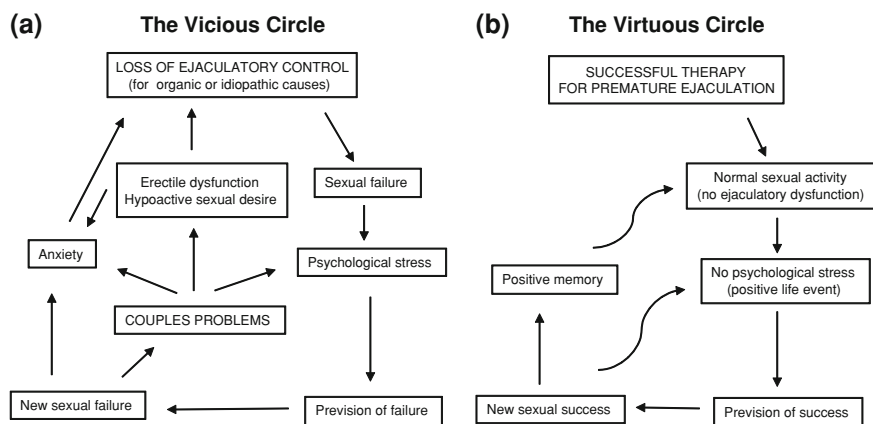 (a) The Vicious Circle
LOSS OF EJACULATORY CONTROL
(for organic or idiopathic causes)
Erectile dysfunction
Hypoactive sexual desire
Sexual failure
Anxiety
Psychological stress
COUPLES PROBLEMS
New sexual failure
Prevision of failure
(b) The Virtuous Circle
SUCCESSFUL THERAPY
FOR PREMATURE EJACULATION
Normal sexual activity
(no ejaculatory dysfunction)
Positive memory
No psychological stress
(positive life event)
New sexual success
Prevision of success